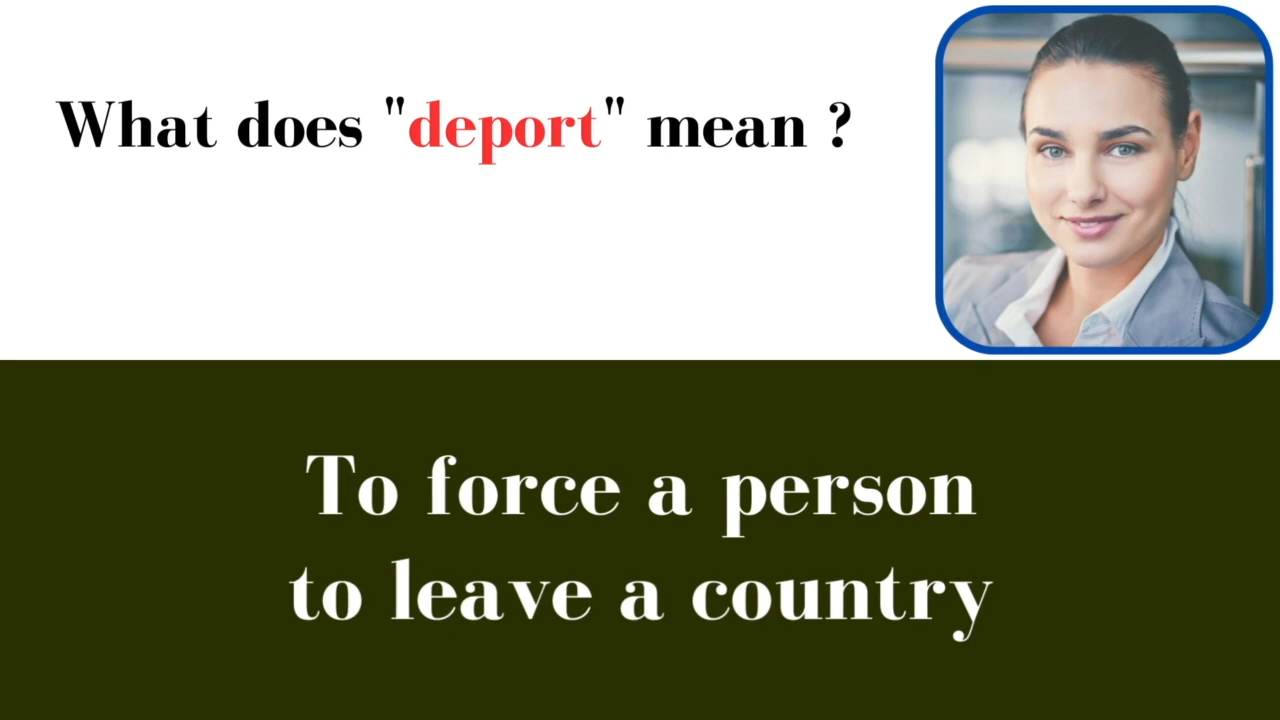 What does "deport" mean ?
To force a person
to leave a country